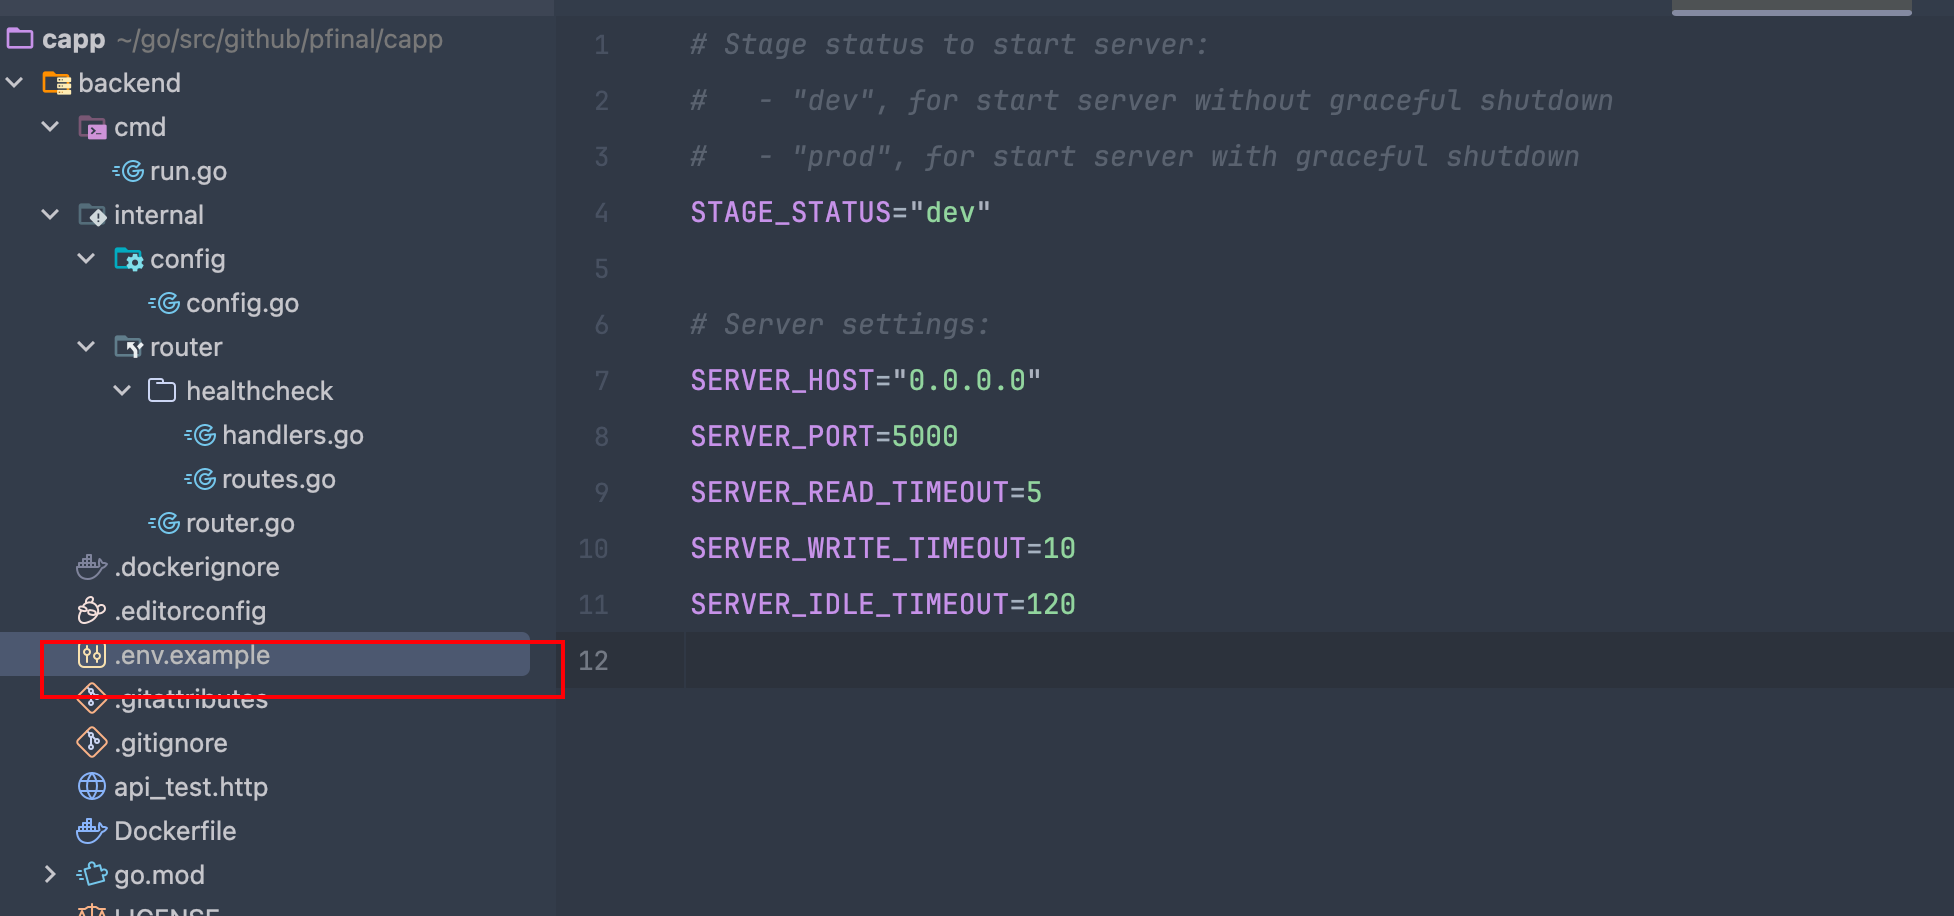 capp ~/go/src/github/pfinal/capp
backend
cmd
run.go
internal
config
config.go
router
healthcheck
handlers.go
routes.go
router.go
.dockerignore
.editorconfig
.env.example
.gitattributes
.gitignore
api_test.http
Dockerfile
go.mod
LICENSE
1 # Stage status to start server:
2 #   - "dev", for start server without graceful shutdown
3 #   - "prod", for start server with graceful shutdown
4 STAGE_STATUS="dev"
5
6 # Server settings:
7 SERVER_HOST="0.0.0.0"
8 SERVER_PORT=5000
9 SERVER_READ_TIMEOUT=5
10 SERVER_WRITE_TIMEOUT=10
11 SERVER_IDLE_TIMEOUT=120
12